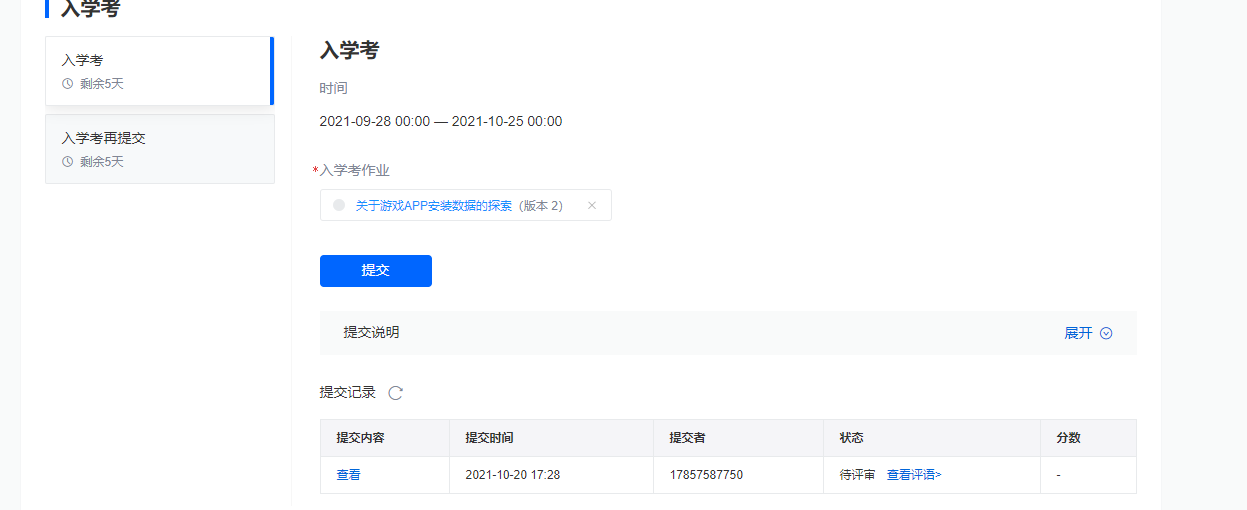 入学考
入学考
剩余5天
入学考再提交
剩余5天
入学考
时间
2021-09-28 00:00 — 2021-10-25 00:00
*入学考作业
关于游戏APP安装数据的探索 (版本 2)
提交
提交说明 展开
提交记录
提交内容 提交时间 提交者 状态 分数
查看 2021-10-20 17:28 17857587750 待评审 查看评语> -